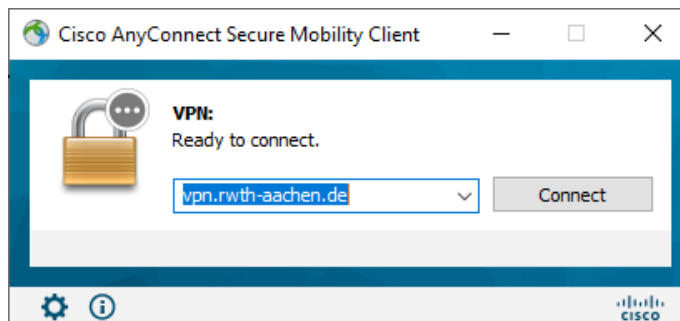 Cisco AnyConnect Secure Mobility Client
VPN:
Ready to connect.
vpn.rwth-aachen.de
Connect
cisco